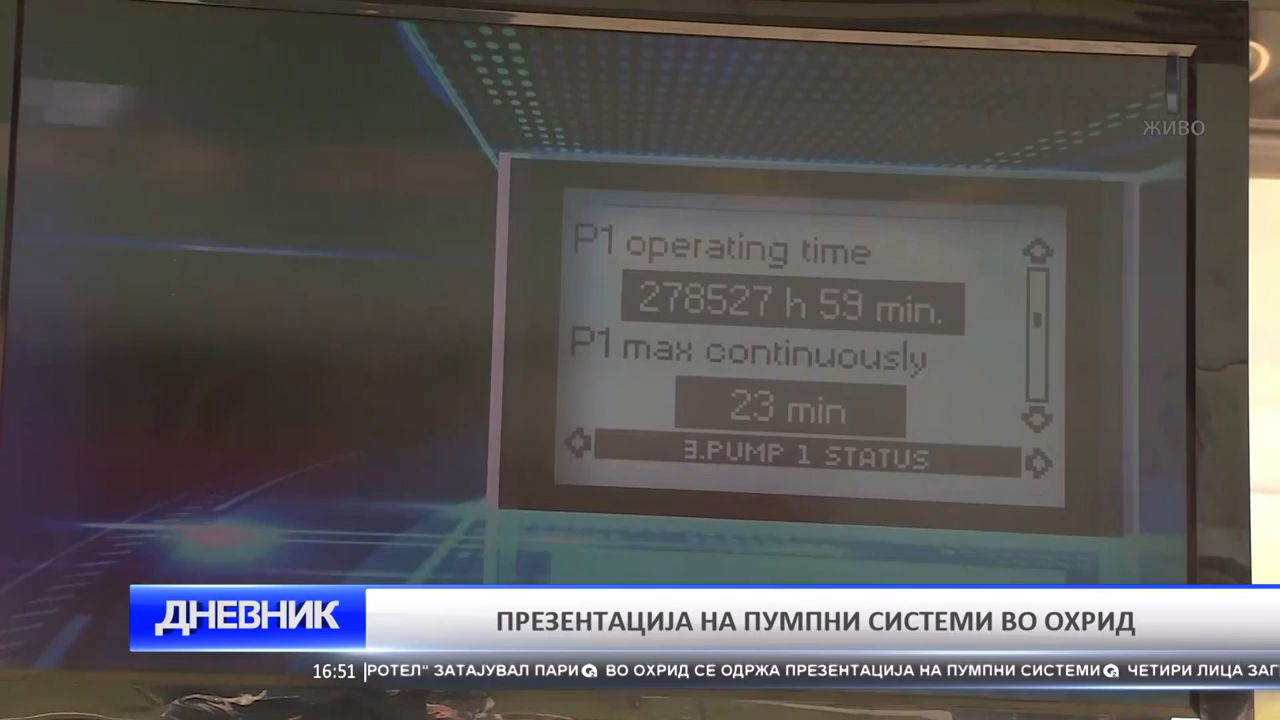 ЖИВО
P1 operating time
278527 h 59 min.
P1 max continuously
23 min
3.PUMP 1 STATUS
ДНЕВНИК
ПРЕЗЕНТАЦИЈА НА ПУМПНИ СИСТЕМИ ВО ОХРИД
16:51 РОТЕЛ“ ЗАТАЈУВАЛ ПАРИ ВО ОХРИД СЕ ОДРЖА ПРЕЗЕНТАЦИЈА НА ПУМПНИ СИСТЕМИ ЧЕТИРИ ЛИЦА ЗАГ